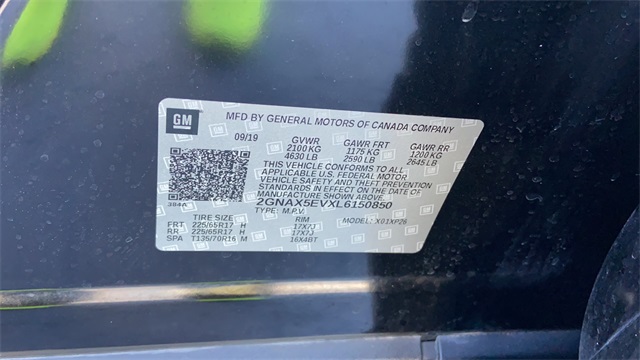 GM
MFD BY GENERAL MOTORS OF CANADA COMPANY
09/19 GVWR GAWR FRT GAWR RR
2100 KG 1175 KG 1200 KG
4630 LB 2590 LB 2645 LB
THIS VEHICLE CONFORMS TO ALL
APPLICABLE U.S. FEDERAL MOTOR
VEHICLE SAFETY AND THEFT
PREVENTION STANDARDS IN
EFFECT ON THE DATE OF
MANUFACTURE SHOWN ABOVE.
2GNAX5EVXL6150850
TYPE: M.P.V. MODEL: X01XP26
TIRE SIZE RIM
FRT 225/65R17 H 17X7J
RR 225/65R17 H 17X7J
SPA T135/70R16 M 16X4BT